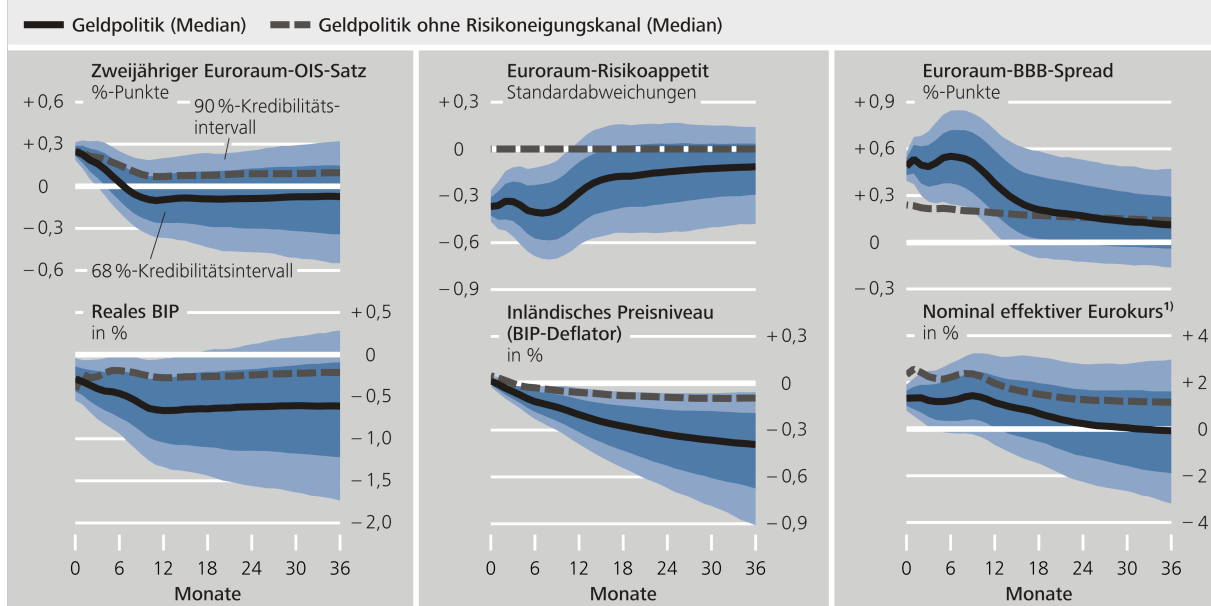 Geldpolitik (Median) Geldpolitik ohne Risikoneigungskanal (Median)
Zweijähriger Euroraum-OIS-Satz
%-Punkte
+ 0,6
90 %-Kredibilitäts-
intervall
+ 0,3
0
− 0,3
68 %-Kredibilitätsintervall
− 0,6
Euroraum-Risikoappetit
Standardabweichungen
+ 0,3
0
− 0,3
− 0,6
− 0,9
Euroraum-BBB-Spread
%-Punkte
+ 0,9
+ 0,6
+ 0,3
0
− 0,3
Reales BIP
in %
+ 0,5
0
− 0,5
− 1,0
− 1,5
− 2,0
0 6 12 18 24 30 36
Monate
Inländisches Preisniveau
(BIP-Deflator)
in %
+ 0,3
0
− 0,3
− 0,6
− 0,9
0 6 12 18 24 30 36
Monate
Nominal effektiver Eurokurs¹⁾
in %
+ 4
+ 2
0
− 2
− 4
0 6 12 18 24 30 36
Monate